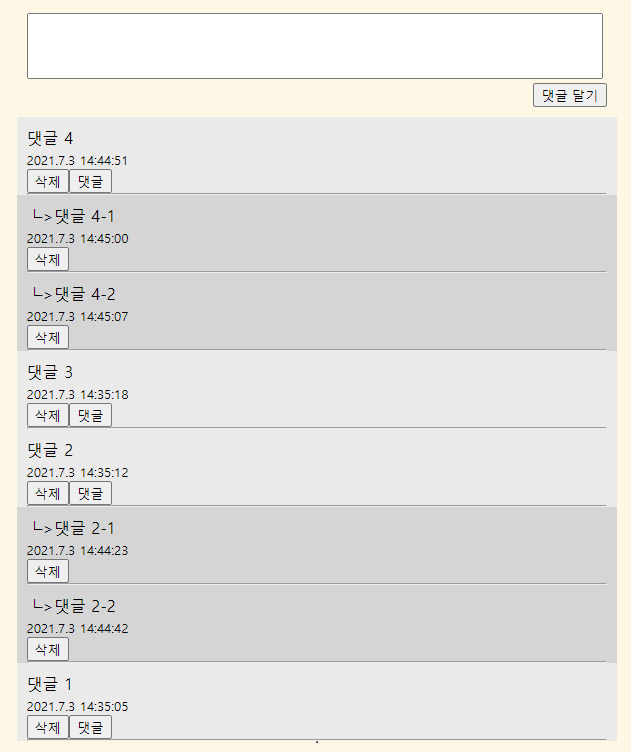 댓글 달기
댓글 4
2021.7.3 14:44:51
삭제 댓글
└>댓글 4-1
2021.7.3 14:45:00
삭제
└>댓글 4-2
2021.7.3 14:45:07
삭제
댓글 3
2021.7.3 14:35:18
삭제 댓글
댓글 2
2021.7.3 14:35:12
삭제 댓글
└>댓글 2-1
2021.7.3 14:44:23
삭제
└>댓글 2-2
2021.7.3 14:44:42
삭제
댓글 1
2021.7.3 14:35:05
삭제 댓글